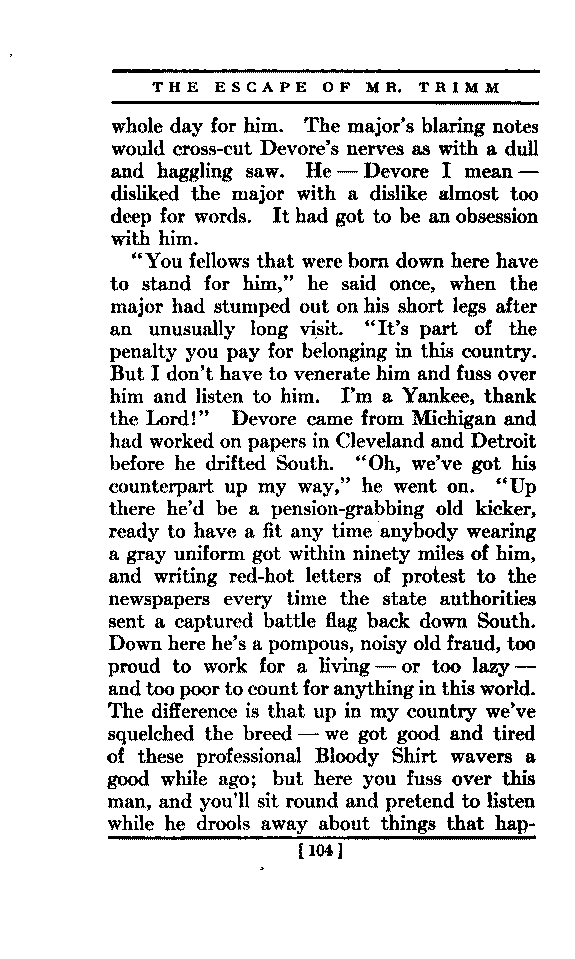 THE ESCAPE OF MR. TRIMM
whole day for him. The major's blaring notes
would cross-cut Devore's nerves as with a dull
and haggling saw. He — Devore I mean —
disliked the major with a dislike almost too
deep for words. It had got to be an obsession
with him.
"You fellows that were born down here have
to stand for him," he said once, when the
major had stumped out on his short legs after
an unusually long visit. "It's part of the
penalty you pay for belonging in this country.
But I don't have to venerate him and fuss over
him and listen to him. I'm a Yankee, thank
the Lord!" Devore came from Michigan and
had worked on papers in Cleveland and Detroit
before he drifted South. "Oh, we've got his
counterpart up my way," he went on. "Up
there he'd be a pension-grabbing old kicker,
ready to have a fit any time anybody wearing
a gray uniform got within ninety miles of him,
and writing red-hot letters of protest to the
newspapers every time the state authorities
sent a captured battle flag back down South.
Down here he's a pompous, noisy old fraud, too
proud to work for a living — or too lazy —
and too poor to count for anything in this world.
The difference is that up in my country we've
squelched the breed — we got good and tired
of these professional Bloody Shirt wavers a
good while ago; but here you fuss over this
man, and you'll sit round and pretend to listen
while he drools away about things that hap-
[104]